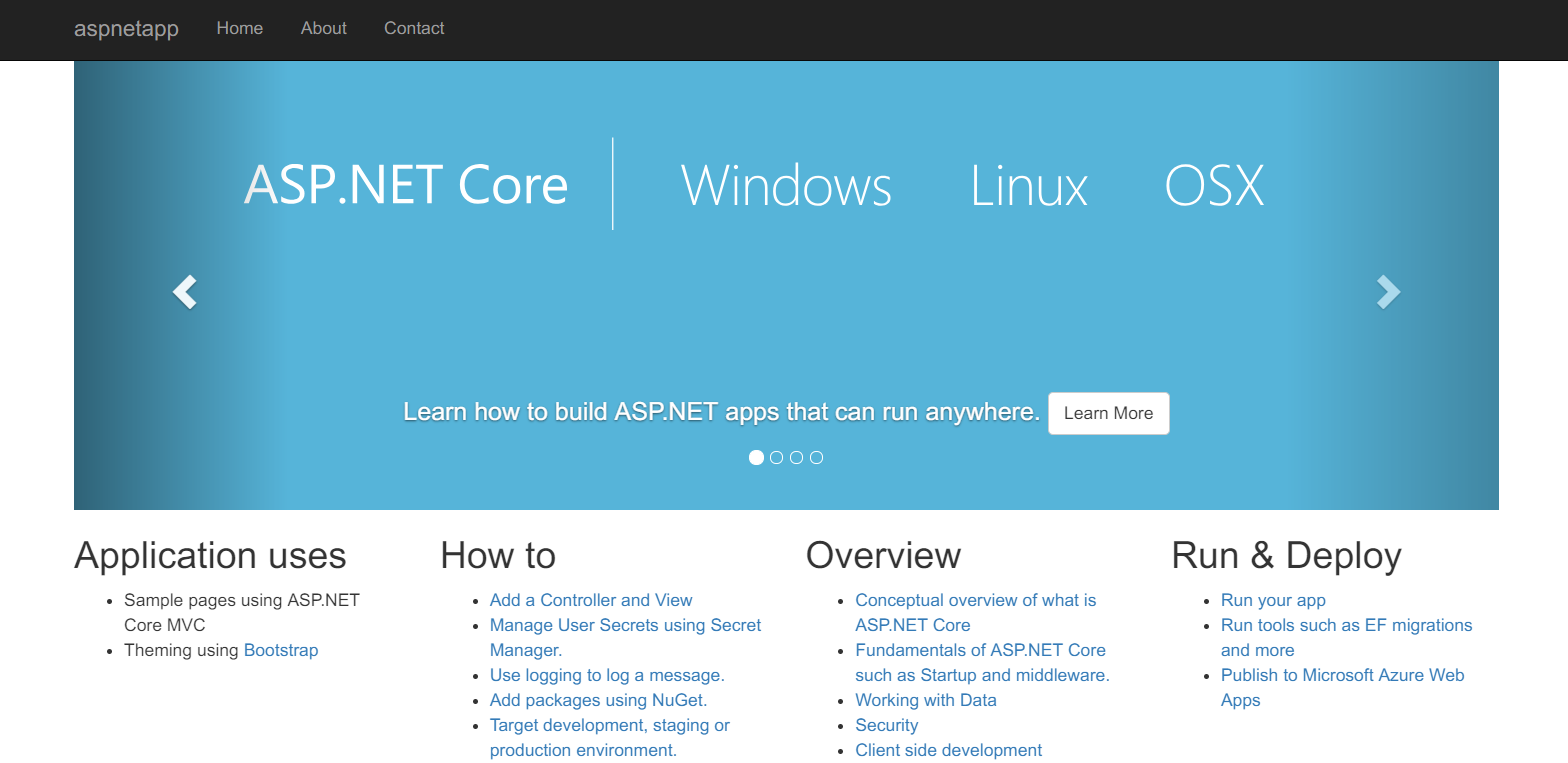 aspnetapp Home About Contact
ASP.NET Core Windows Linux OSX
Learn how to build ASP.NET apps that can run anywhere. Learn More
Application uses
Sample pages using ASP.NET
Core MVC
Theming using Bootstrap
How to
Add a Controller and View
Manage User Secrets using Secret
Manager.
Use logging to log a message.
Add packages using NuGet.
Target development, staging or
production environment.
Overview
Conceptual overview of what is
ASP.NET Core
Fundamentals of ASP.NET Core
such as Startup and middleware.
Working with Data
Security
Client side development
Run & Deploy
Run your app
Run tools such as EF migrations
and more
Publish to Microsoft Azure Web
Apps